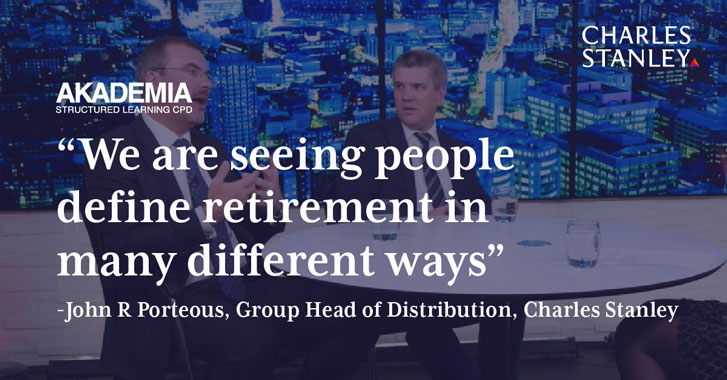 CHARLES
STANLEY
AKADEMIA
STRUCTURED LEARNING CPD
“We are seeing people
define retirement in
many different ways”
-John R Porteous, Group Head of Distribution, Charles Stanley